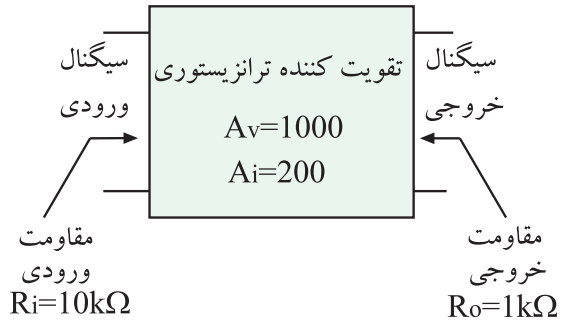 سیگنال
ورودی
تقویت کننده ترانزیستوری
Av=1000
Ai=200
سیگنال
خروجی
مقاومت
ورودی
Ri=10kΩ
مقاومت
خروجی
Ro=1kΩ